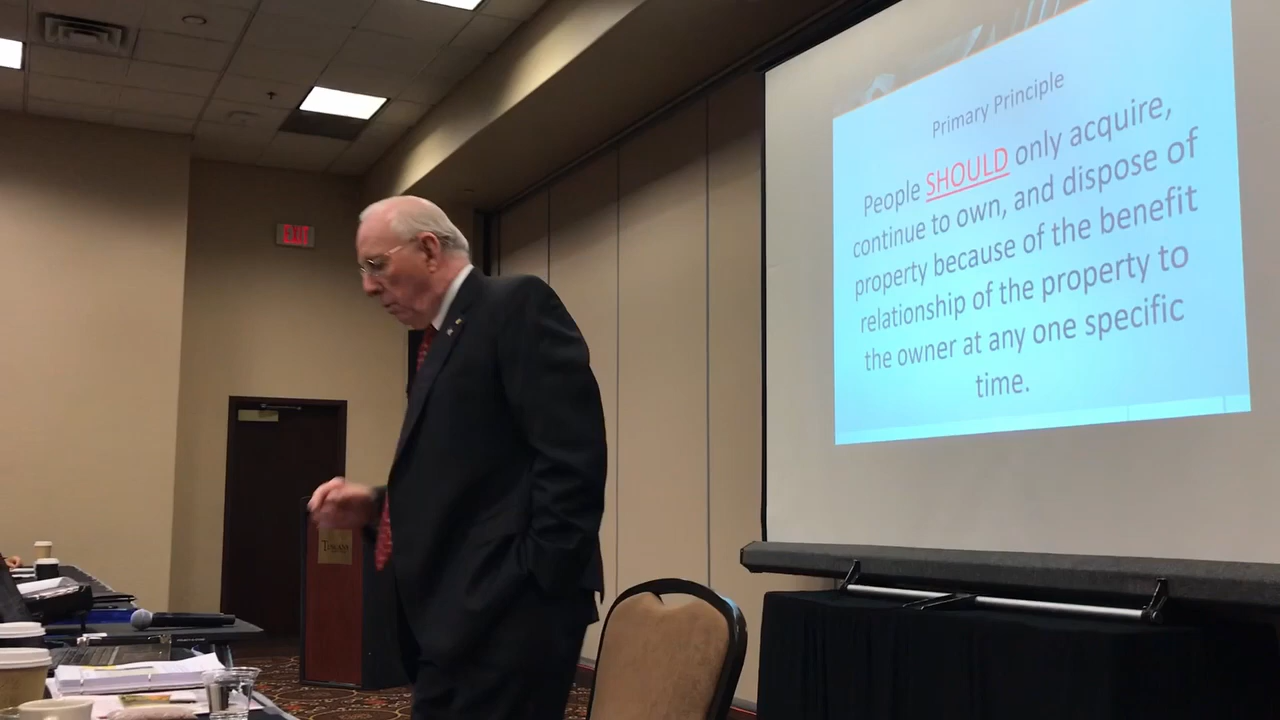 EXIT
Primary Principle
People SHOULD only acquire,
continue to own, and dispose of
property because of the benefit
relationship of the property to
the owner at any one specific
time.